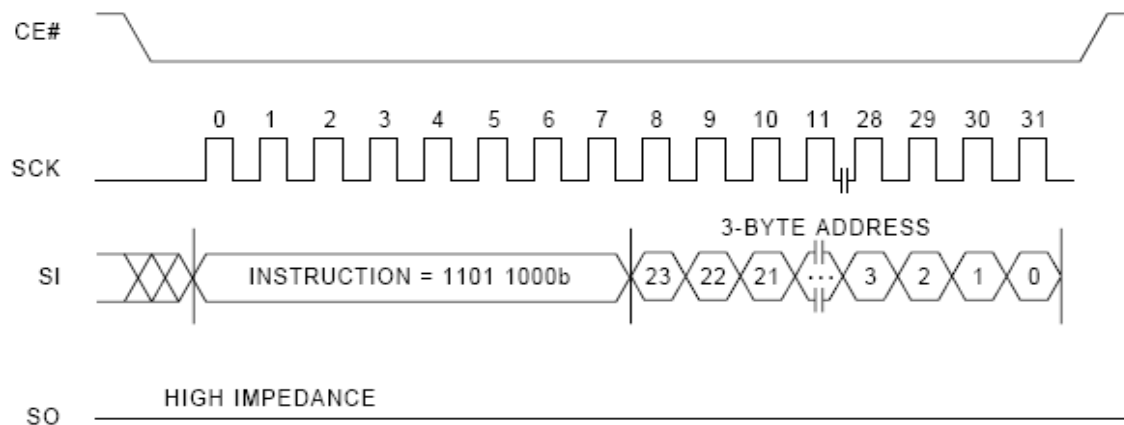 CE#
0 1 2 3 4 5 6 7 8 9 10 11 28 29 30 31
SCK
3-BYTE ADDRESS
SI INSTRUCTION = 1101 1000b 23 22 21 ... 3 2 1 0
HIGH IMPEDANCE
SO